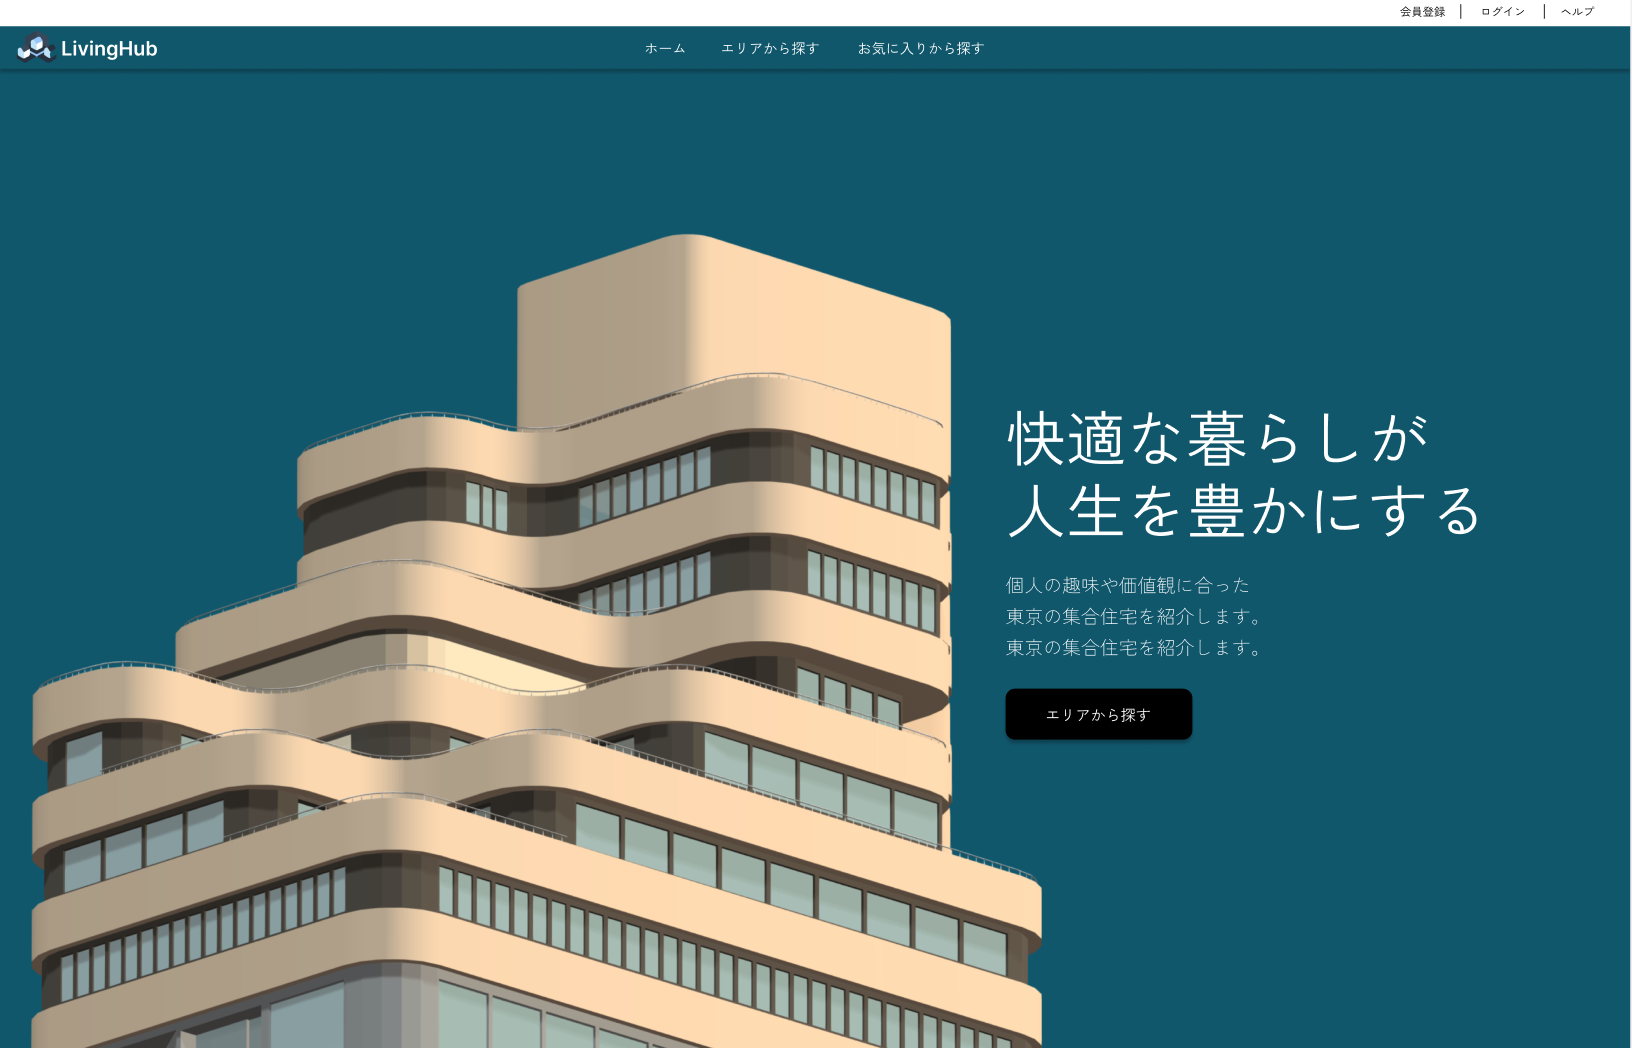 会員登録 | ログイン | ヘルプ
LivingHub ホーム エリアから探す お気に入りから探す
快適な暮らしが
人生を豊かにする
個人の趣味や価値観に合った
東京の集合住宅を紹介します。
東京の集合住宅を紹介します。
エリアから探す